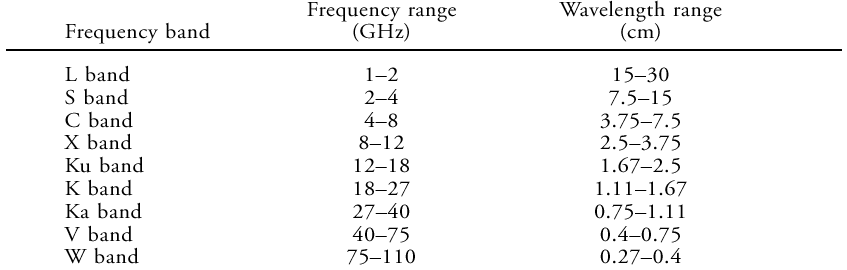 Frequency range Wavelength range
Frequency band (GHz) (cm)
L band 1–2 15–30
S band 2–4 7.5–15
C band 4–8 3.75–7.5
X band 8–12 2.5–3.75
Ku band 12–18 1.67–2.5
K band 18–27 1.11–1.67
Ka band 27–40 0.75–1.11
V band 40–75 0.4–0.75
W band 75–110 0.27–0.4